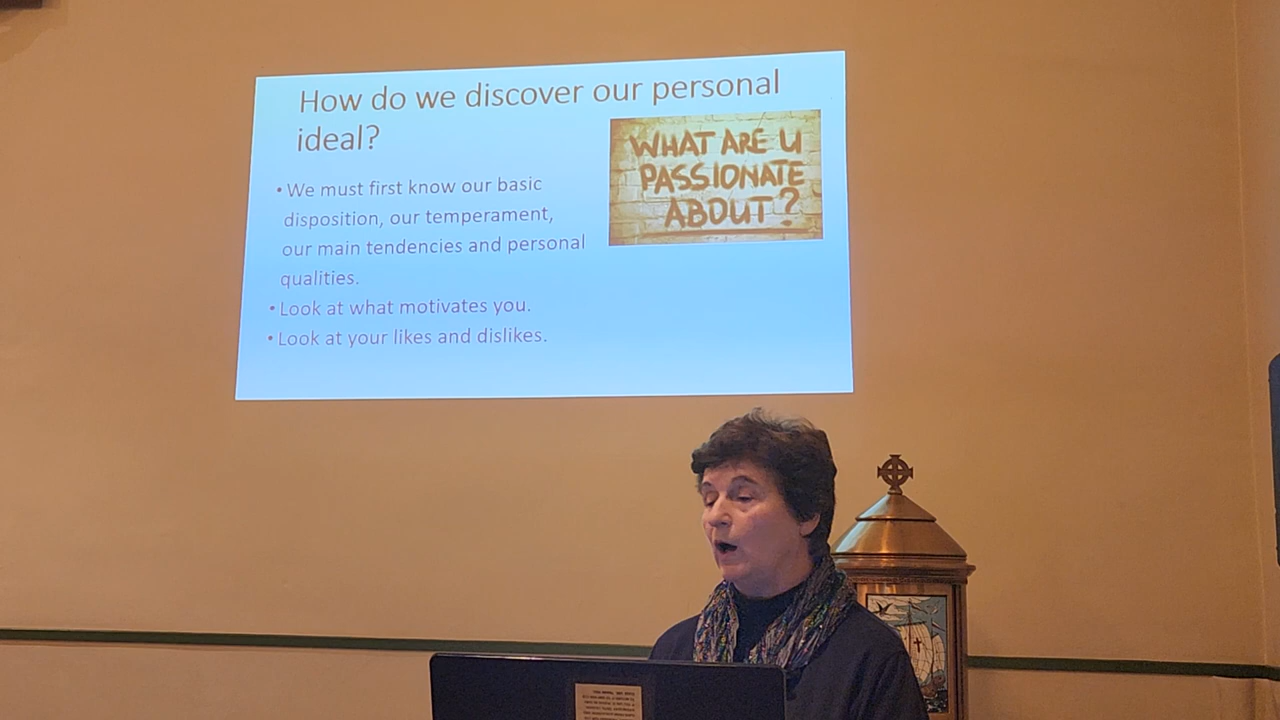 How do we discover our personal
ideal?
• We must first know our basic
disposition, our temperament,
our main tendencies and personal
qualities.
• Look at what motivates you.
• Look at your likes and dislikes.
WHAT ARE U
PASSIONATE
ABOUT?